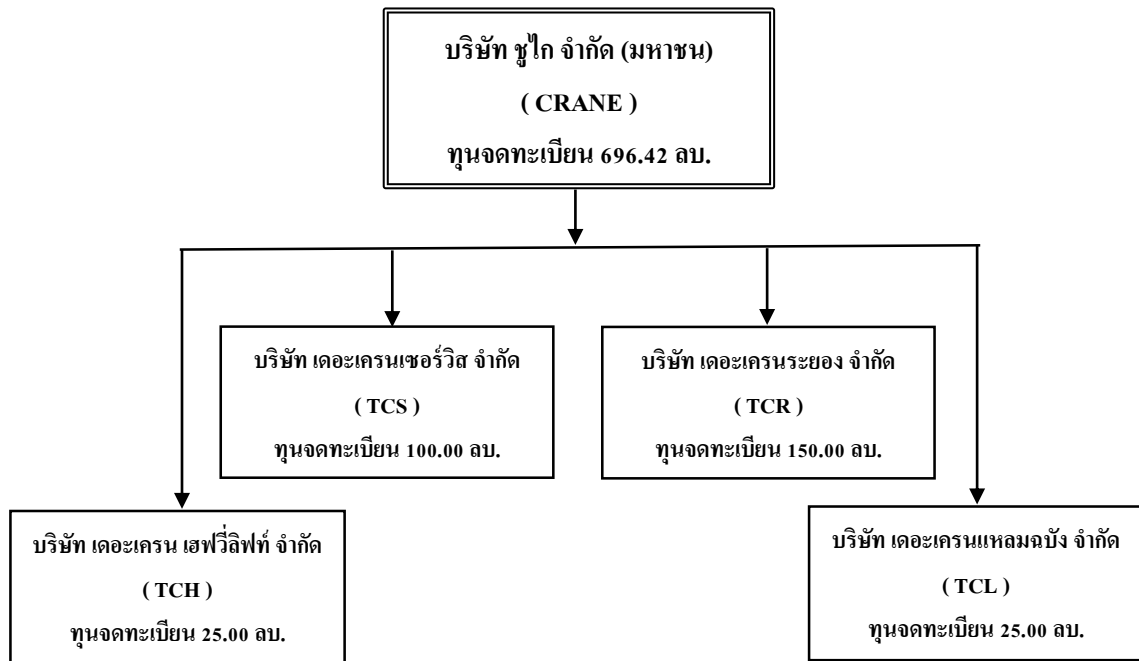 บริษัท ชูไก จำกัด (มหาชน)
( CRANE )
ทุนจดทะเบียน 696.42 ลบ.
บริษัท เดอะเครนเซอร์วิส จำกัด
( TCS )
ทุนจดทะเบียน 100.00 ลบ.
บริษัท เดอะเครนระยอง จำกัด
( TCR )
ทุนจดทะเบียน 150.00 ลบ.
บริษัท เดอะเครน เฮฟวี่ลิฟท์ จำกัด
( TCH )
ทุนจดทะเบียน 25.00 ลบ.
บริษัท เดอะเครนแหลมฉบัง จำกัด
( TCL )
ทุนจดทะเบียน 25.00 ลบ.